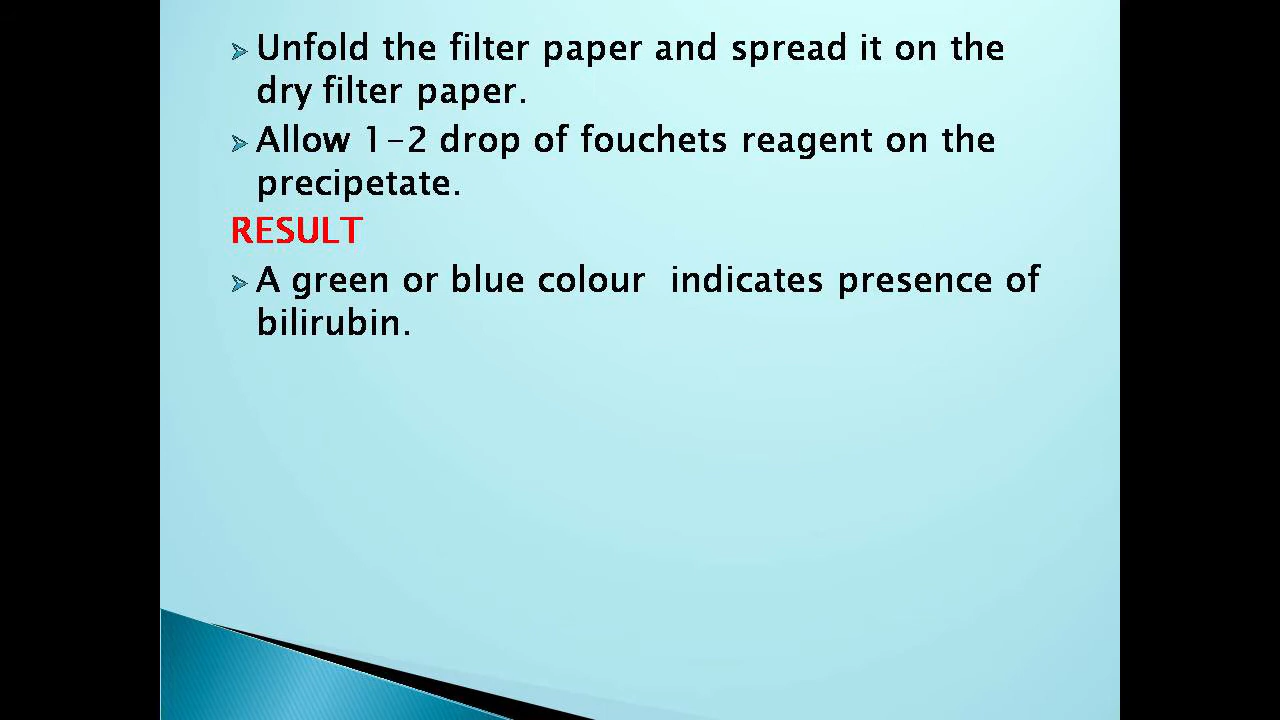 Unfold the filter paper and spread it on the
dry filter paper.
Allow 1-2 drop of fouchets reagent on the
precipetate.
RESULT
A green or blue colour  indicates presence of
bilirubin.